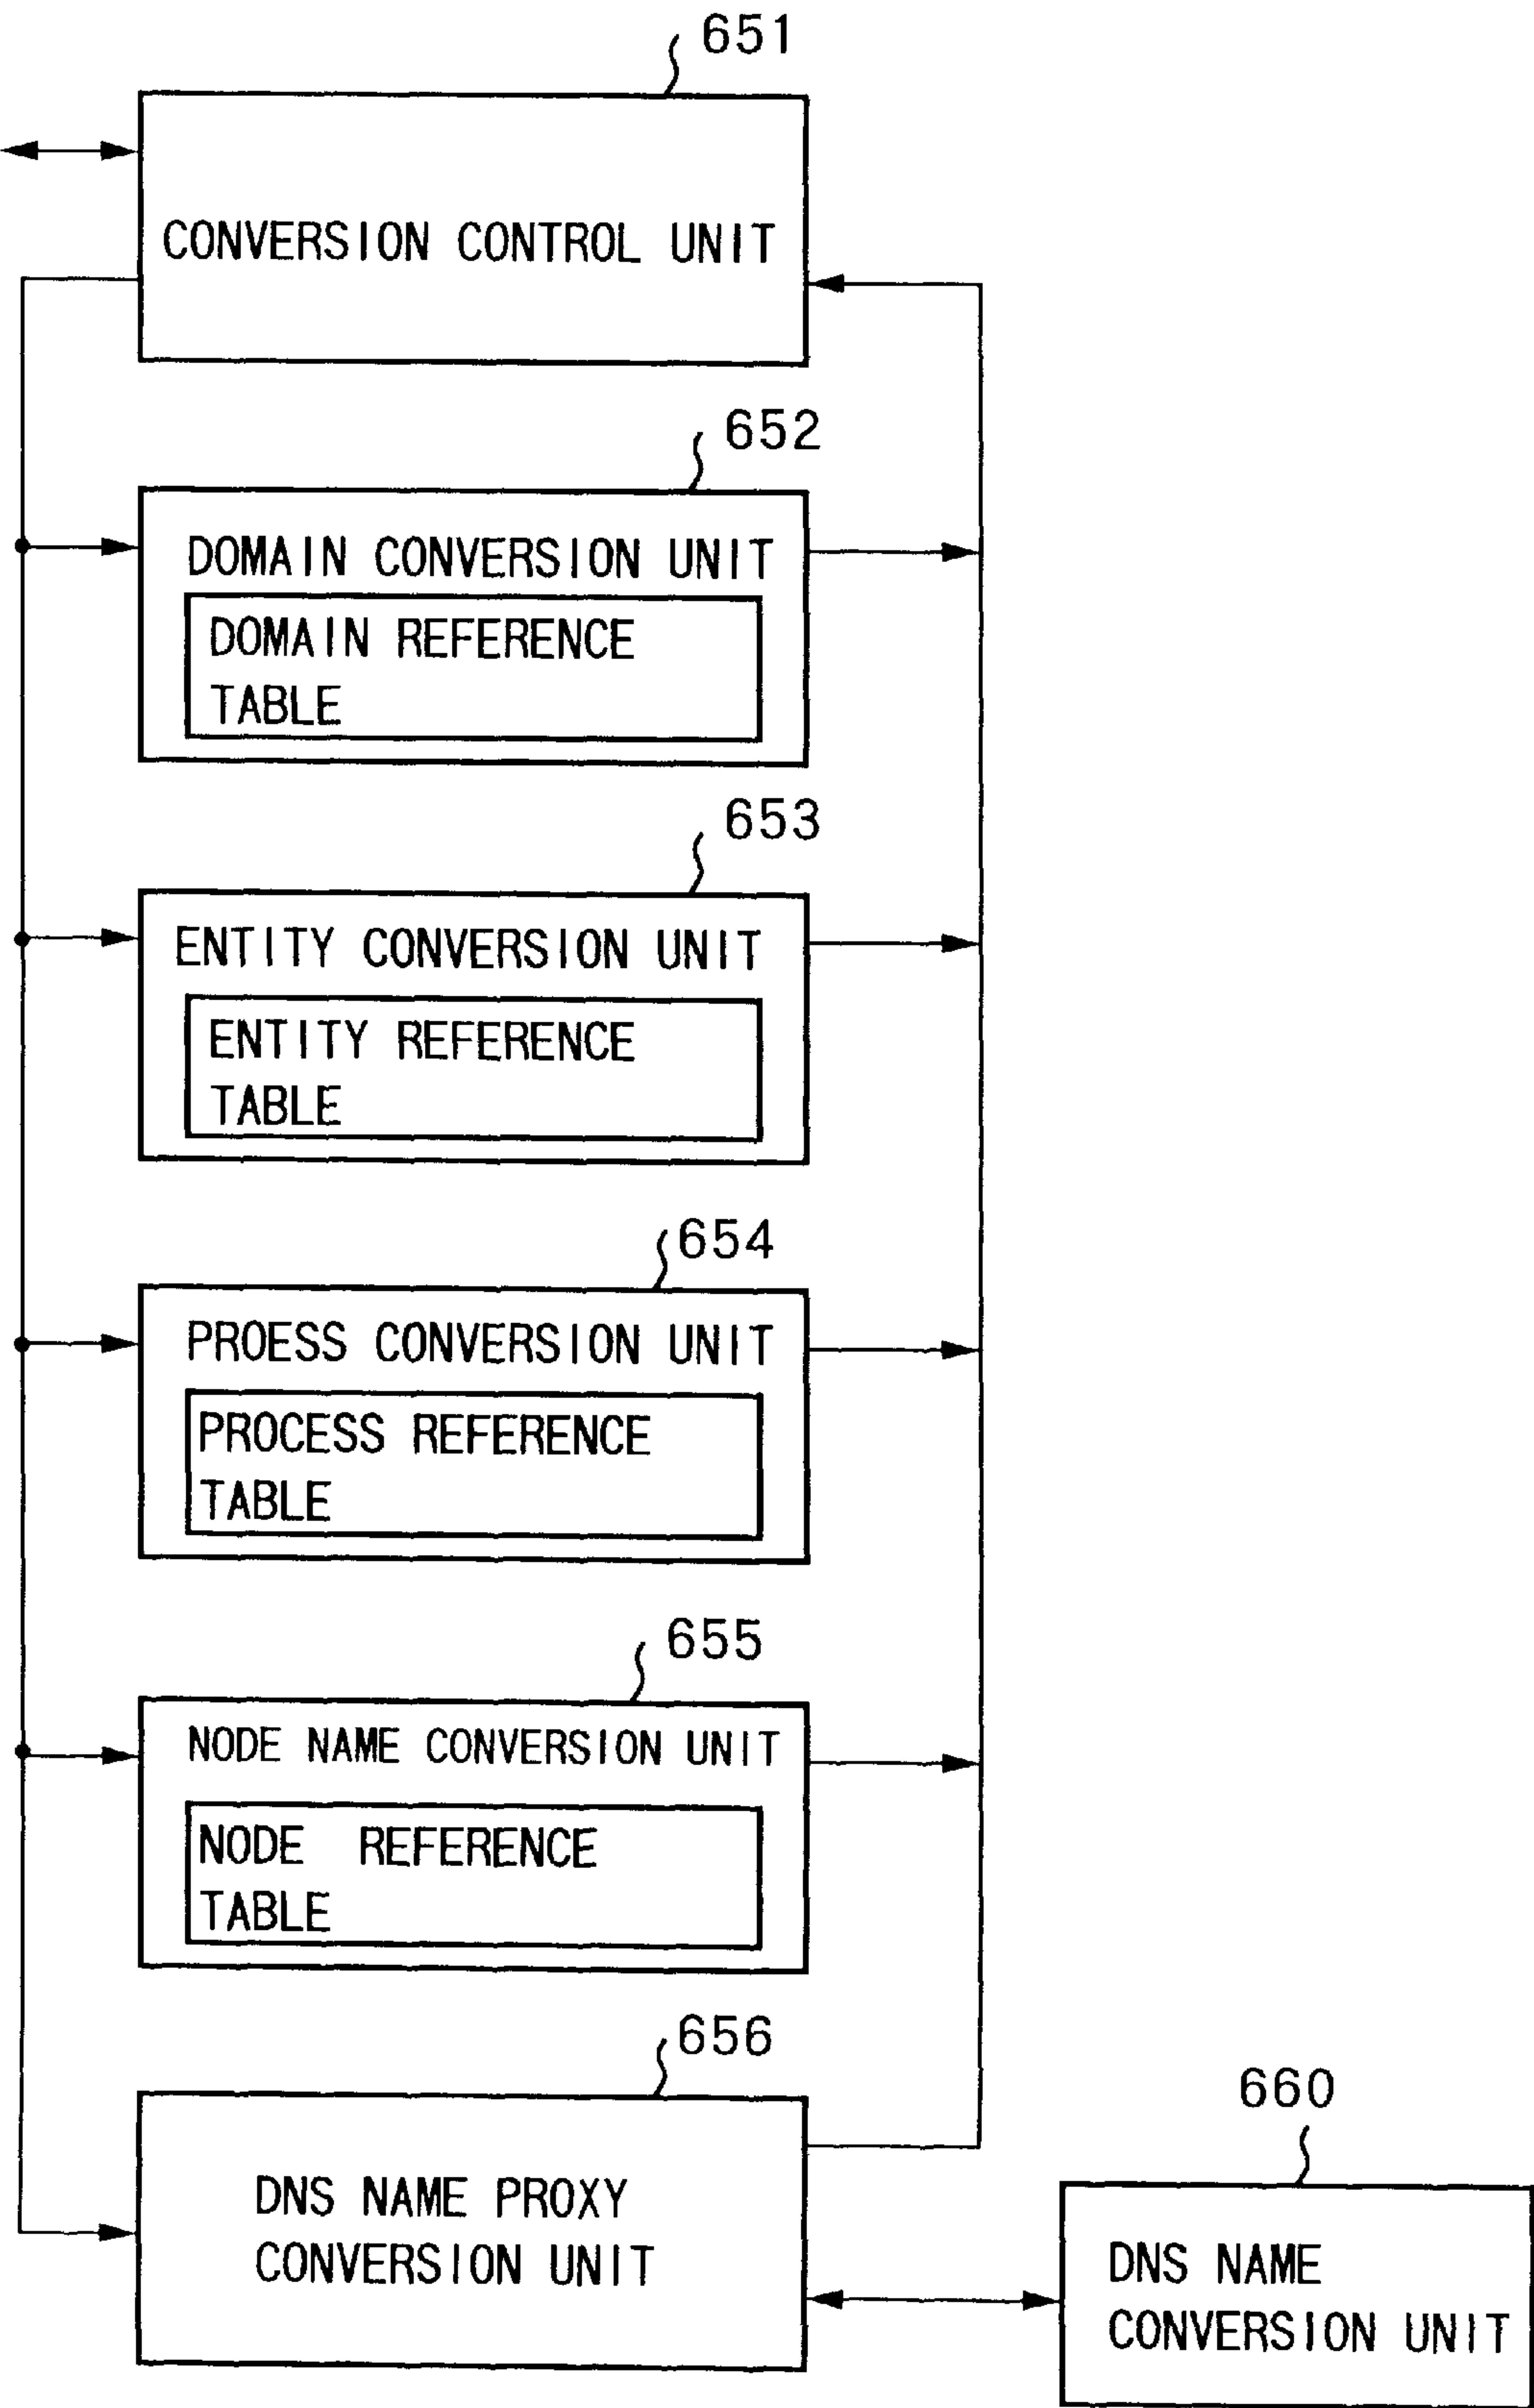 651
CONVERSION CONTROL UNIT
652
DOMAIN CONVERSION UNIT
DOMAIN REFERENCE
TABLE
653
ENTITY CONVERSION UNIT
ENTITY REFERENCE
TABLE
654
PROESS CONVERSION UNIT
PROCESS REFERENCE
TABLE
655
NODE NAME CONVERSION UNIT
NODE REFERENCE
TABLE
656
DNS NAME PROXY
CONVERSION UNIT
660
DNS NAME
CONVERSION UNIT